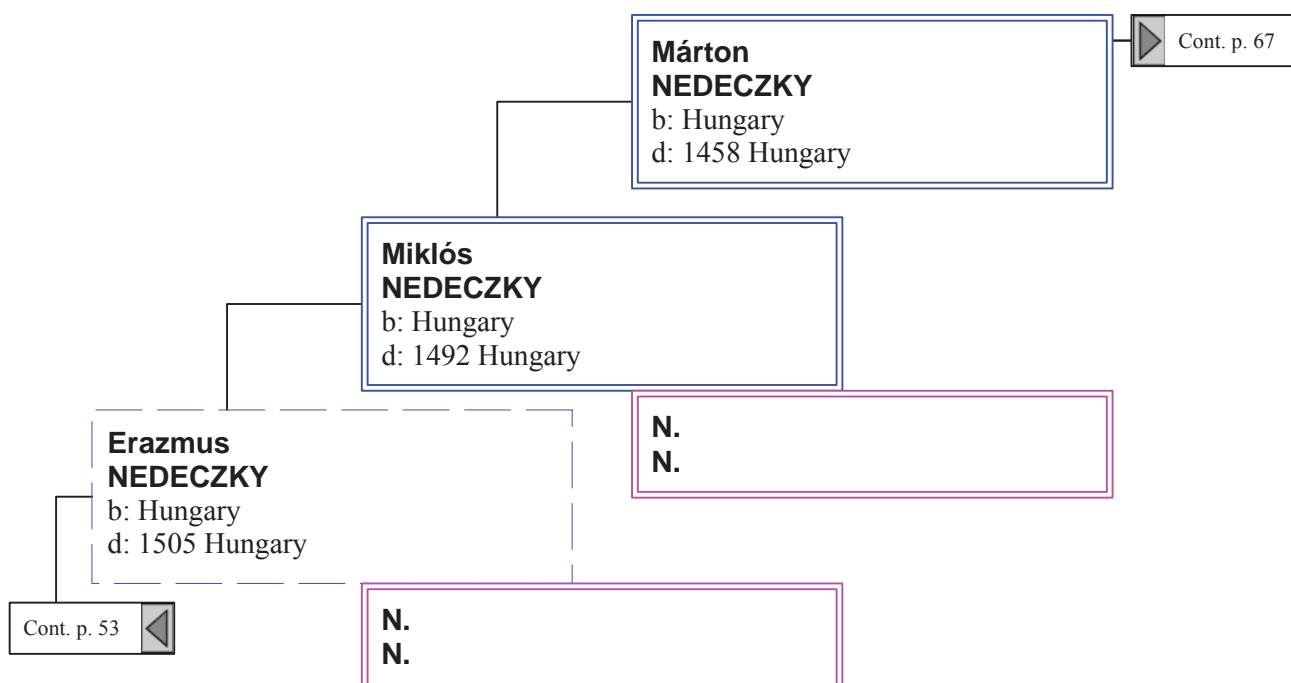 Márton
NEDECZKY
b: Hungary
d: 1458 Hungary
Cont. p. 67
Miklós
NEDECZKY
b: Hungary
d: 1492 Hungary
N.
N.
Erazmus
NEDECZKY
b: Hungary
d: 1505 Hungary
Cont. p. 53
N.
N.